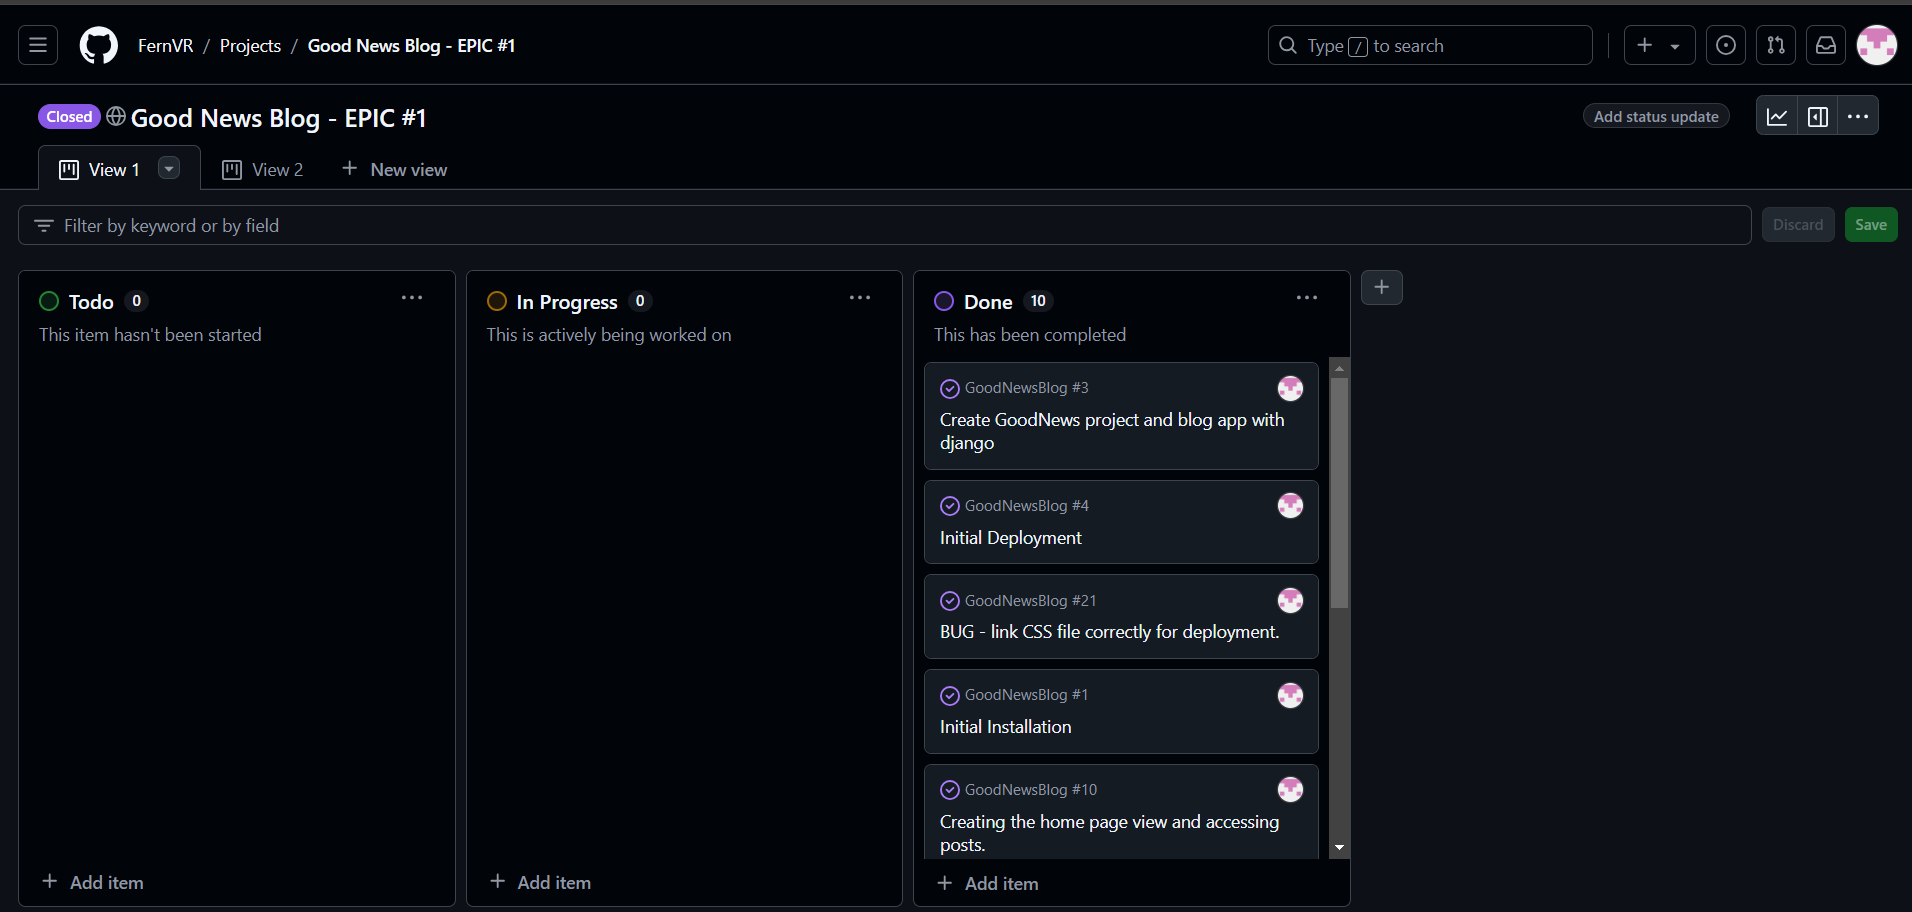 FernVR / Projects / Good News Blog - EPIC #1
Type / to search
Closed Good News Blog - EPIC #1
Add status update
View 1
View 2
New view
Filter by keyword or by field
Discard
Save
Todo 0
This item hasn't been started
Add item
In Progress 0
This is actively being worked on
Add item
Done 10
This has been completed
GoodNewsBlog #3
Create GoodNews project and blog app with
django
GoodNewsBlog #4
Initial Deployment
GoodNewsBlog #21
BUG - link CSS file correctly for deployment.
GoodNewsBlog #1
Initial Installation
GoodNewsBlog #10
Creating the home page view and accessing
posts.
Add item